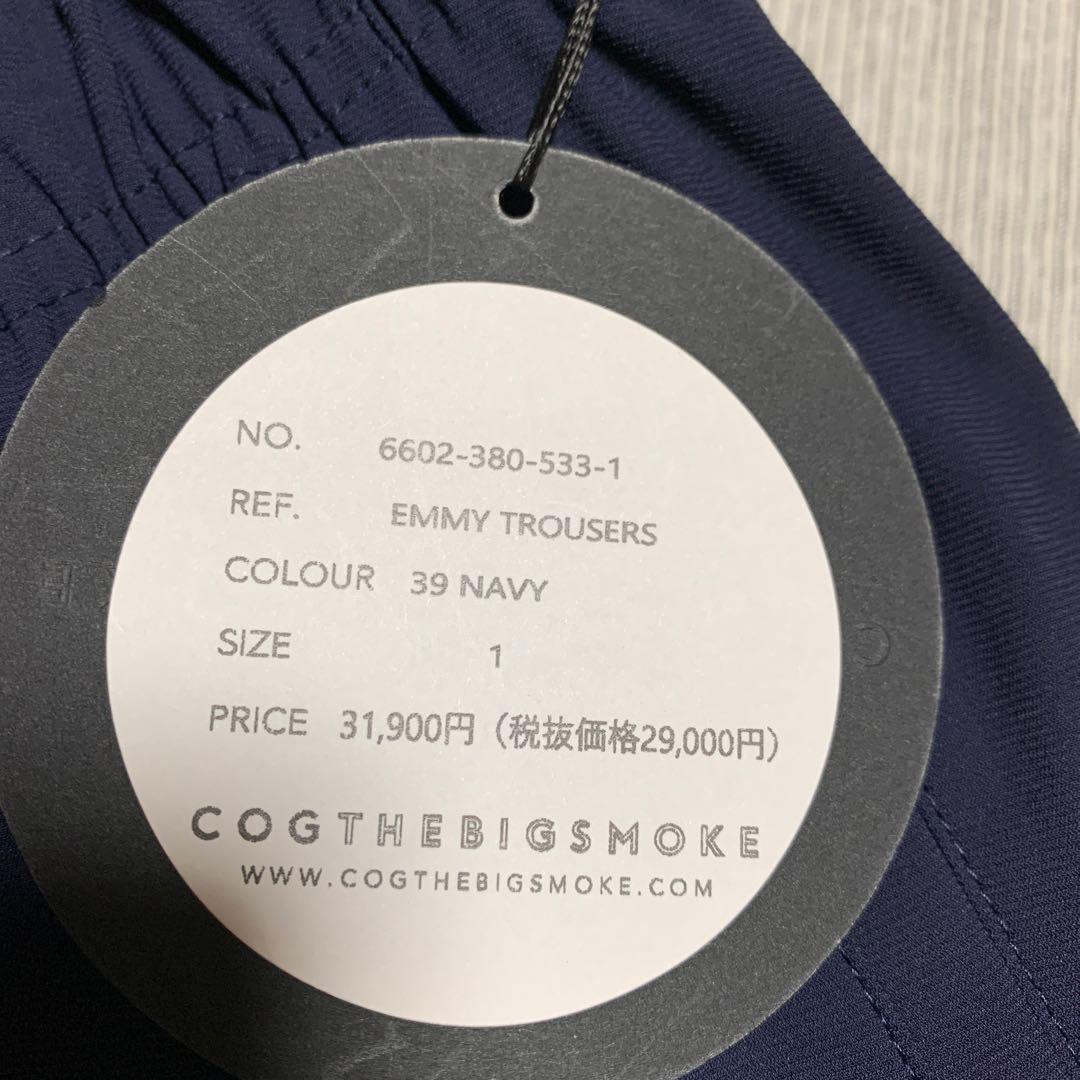 NO. 6602-380-533-1
REF. EMMY TROUSERS
COLOUR 39 NAVY
SIZE 1
PRICE 31,900円（税抜価格29,000円）
COGTHEBIGSMOKE
WWW.COGTHEBIGSMOKE.COM